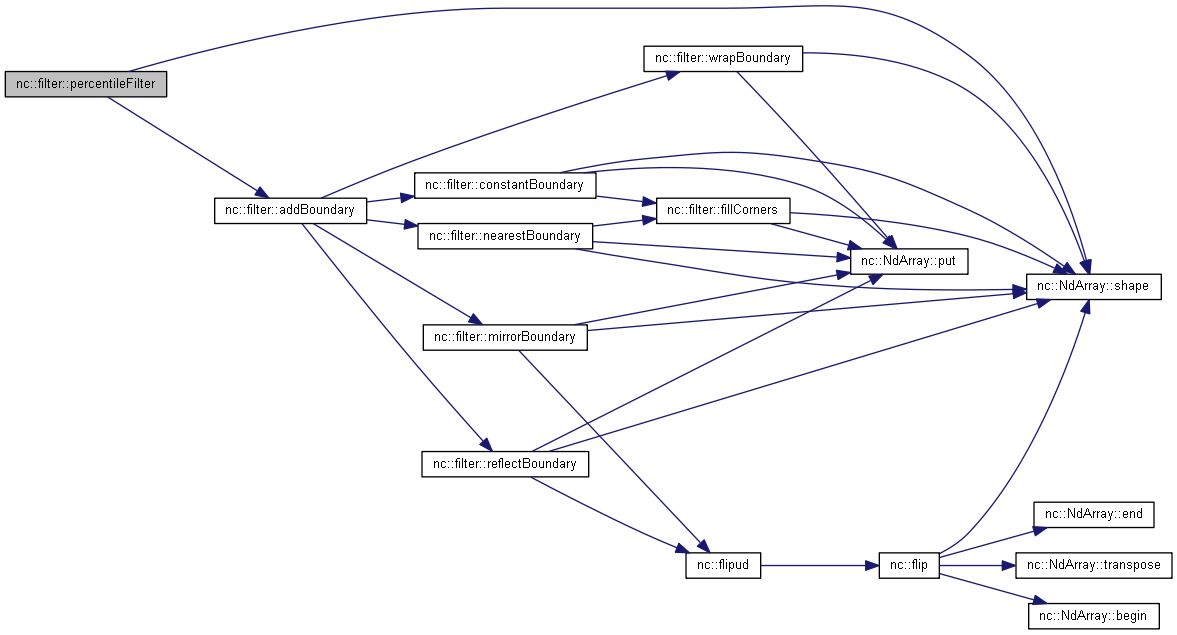 nc::filter::wrapBoundary
nc::filter::percentileFilter
nc::filter::constantBoundary
nc::filter::addBoundary
nc::filter::fillCorners
nc::filter::nearestBoundary
nc::NdArray::put
nc::NdArray::shape
nc::filter::mirrorBoundary
nc::filter::reflectBoundary
nc::NdArray::end
nc::flipud
nc::flip
nc::NdArray::transpose
nc::NdArray::begin